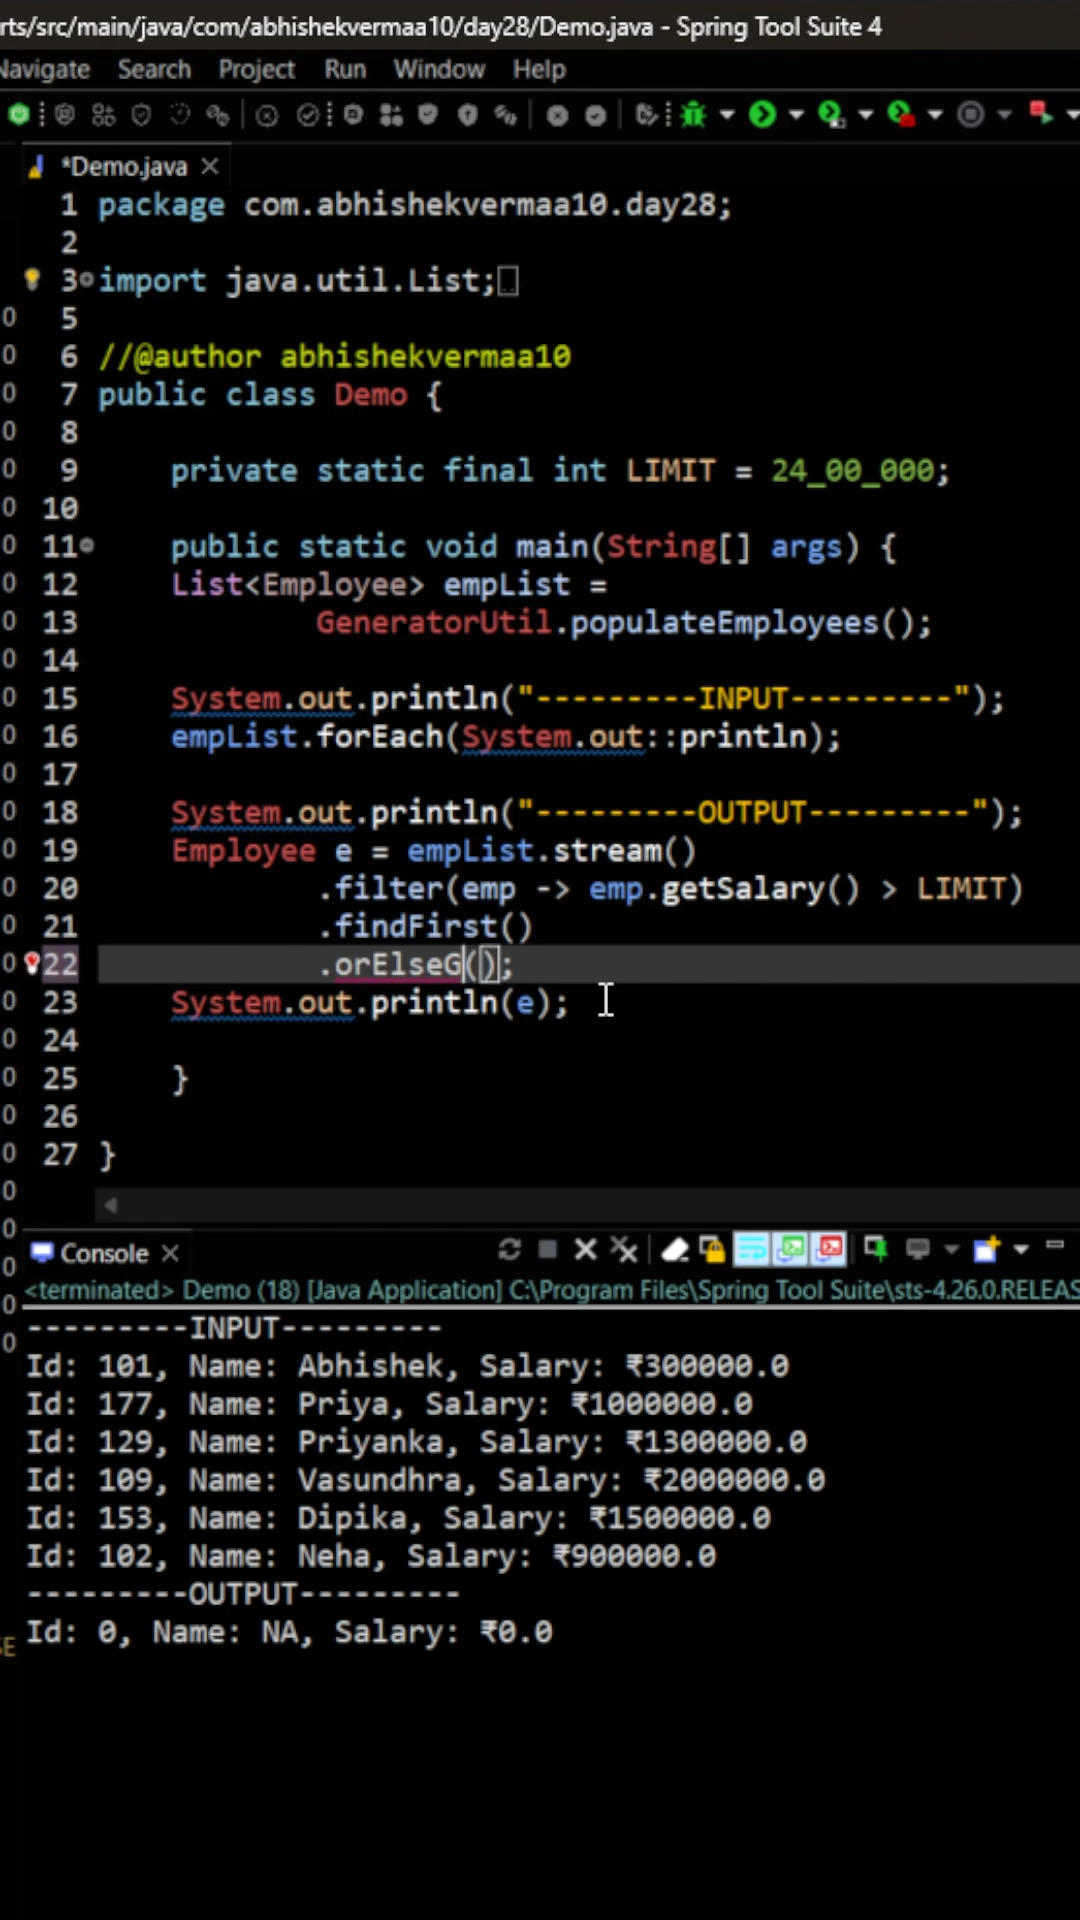 rts/src/main/java/com/abhishekvermaa10/day28/Demo.java - Spring Tool Suite 4
Navigate Search Project Run Window Help
*Demo.java
1 package com.abhishekvermaa10.day28;
2
3 import java.util.List;
5
6 //@author abhishekvermaa10
7 public class Demo {
8
9 private static final int LIMIT = 24_00_000;
10
11 public static void main(String[] args) {
12 List<Employee> empList =
13 GeneratorUtil.populateEmployees();
14
15 System.out.println("---------INPUT---------");
16 empList.forEach(System.out::println);
17
18 System.out.println("---------OUTPUT---------");
19 Employee e = empList.stream()
20 .filter(emp -> emp.getSalary() > LIMIT)
21 .findFirst()
22 .orElseG();
23 System.out.println(e);
24
25 }
26
27 }
Console
<terminated> Demo (18) [Java Application] C:\Program Files\Spring Tool Suite\sts-4.26.0.RELEAS
---------INPUT---------
Id: 101, Name: Abhishek, Salary: ₹300000.0
Id: 177, Name: Priya, Salary: ₹1000000.0
Id: 129, Name: Priyanka, Salary: ₹1300000.0
Id: 109, Name: Vasundhra, Salary: ₹2000000.0
Id: 153, Name: Dipika, Salary: ₹1500000.0
Id: 102, Name: Neha, Salary: ₹900000.0
---------OUTPUT---------
Id: 0, Name: NA, Salary: ₹0.0